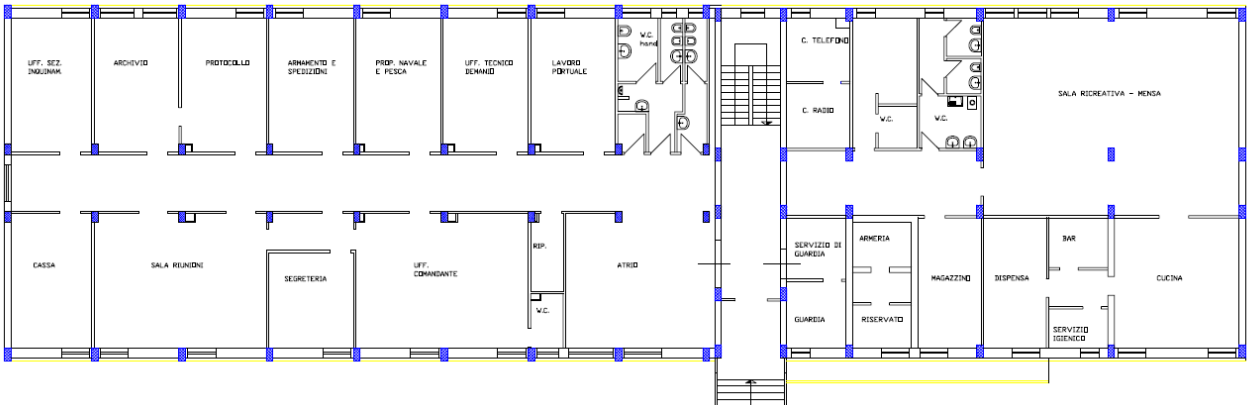 UFF. SEZ.
INQUINAM.
ARCHIVIO
PROTOCOLLO
ARMAMENTO E
SPEDIZIONI
PROP. NAVALE
E PESCA
UFF. TECNICO
DEMANIO
LAVORO
PORTUALE
W.C.
hand
C. TELEFONO
C. RADIO
W.C.
W.C.
SALA RICREATIVA - MENSA
CASSA
SALA RIUNIONI
SEGRETERIA
UFF.
COMANDANTE
RIP.
W.C.
ATRIO
SERVIZIO DI
GUARDIA
GUARDIA
ARMERIA
RISERVATO
MAGAZZINO
DISPENSA
BAR
SERVIZIO
IGIENICO
CUCINA